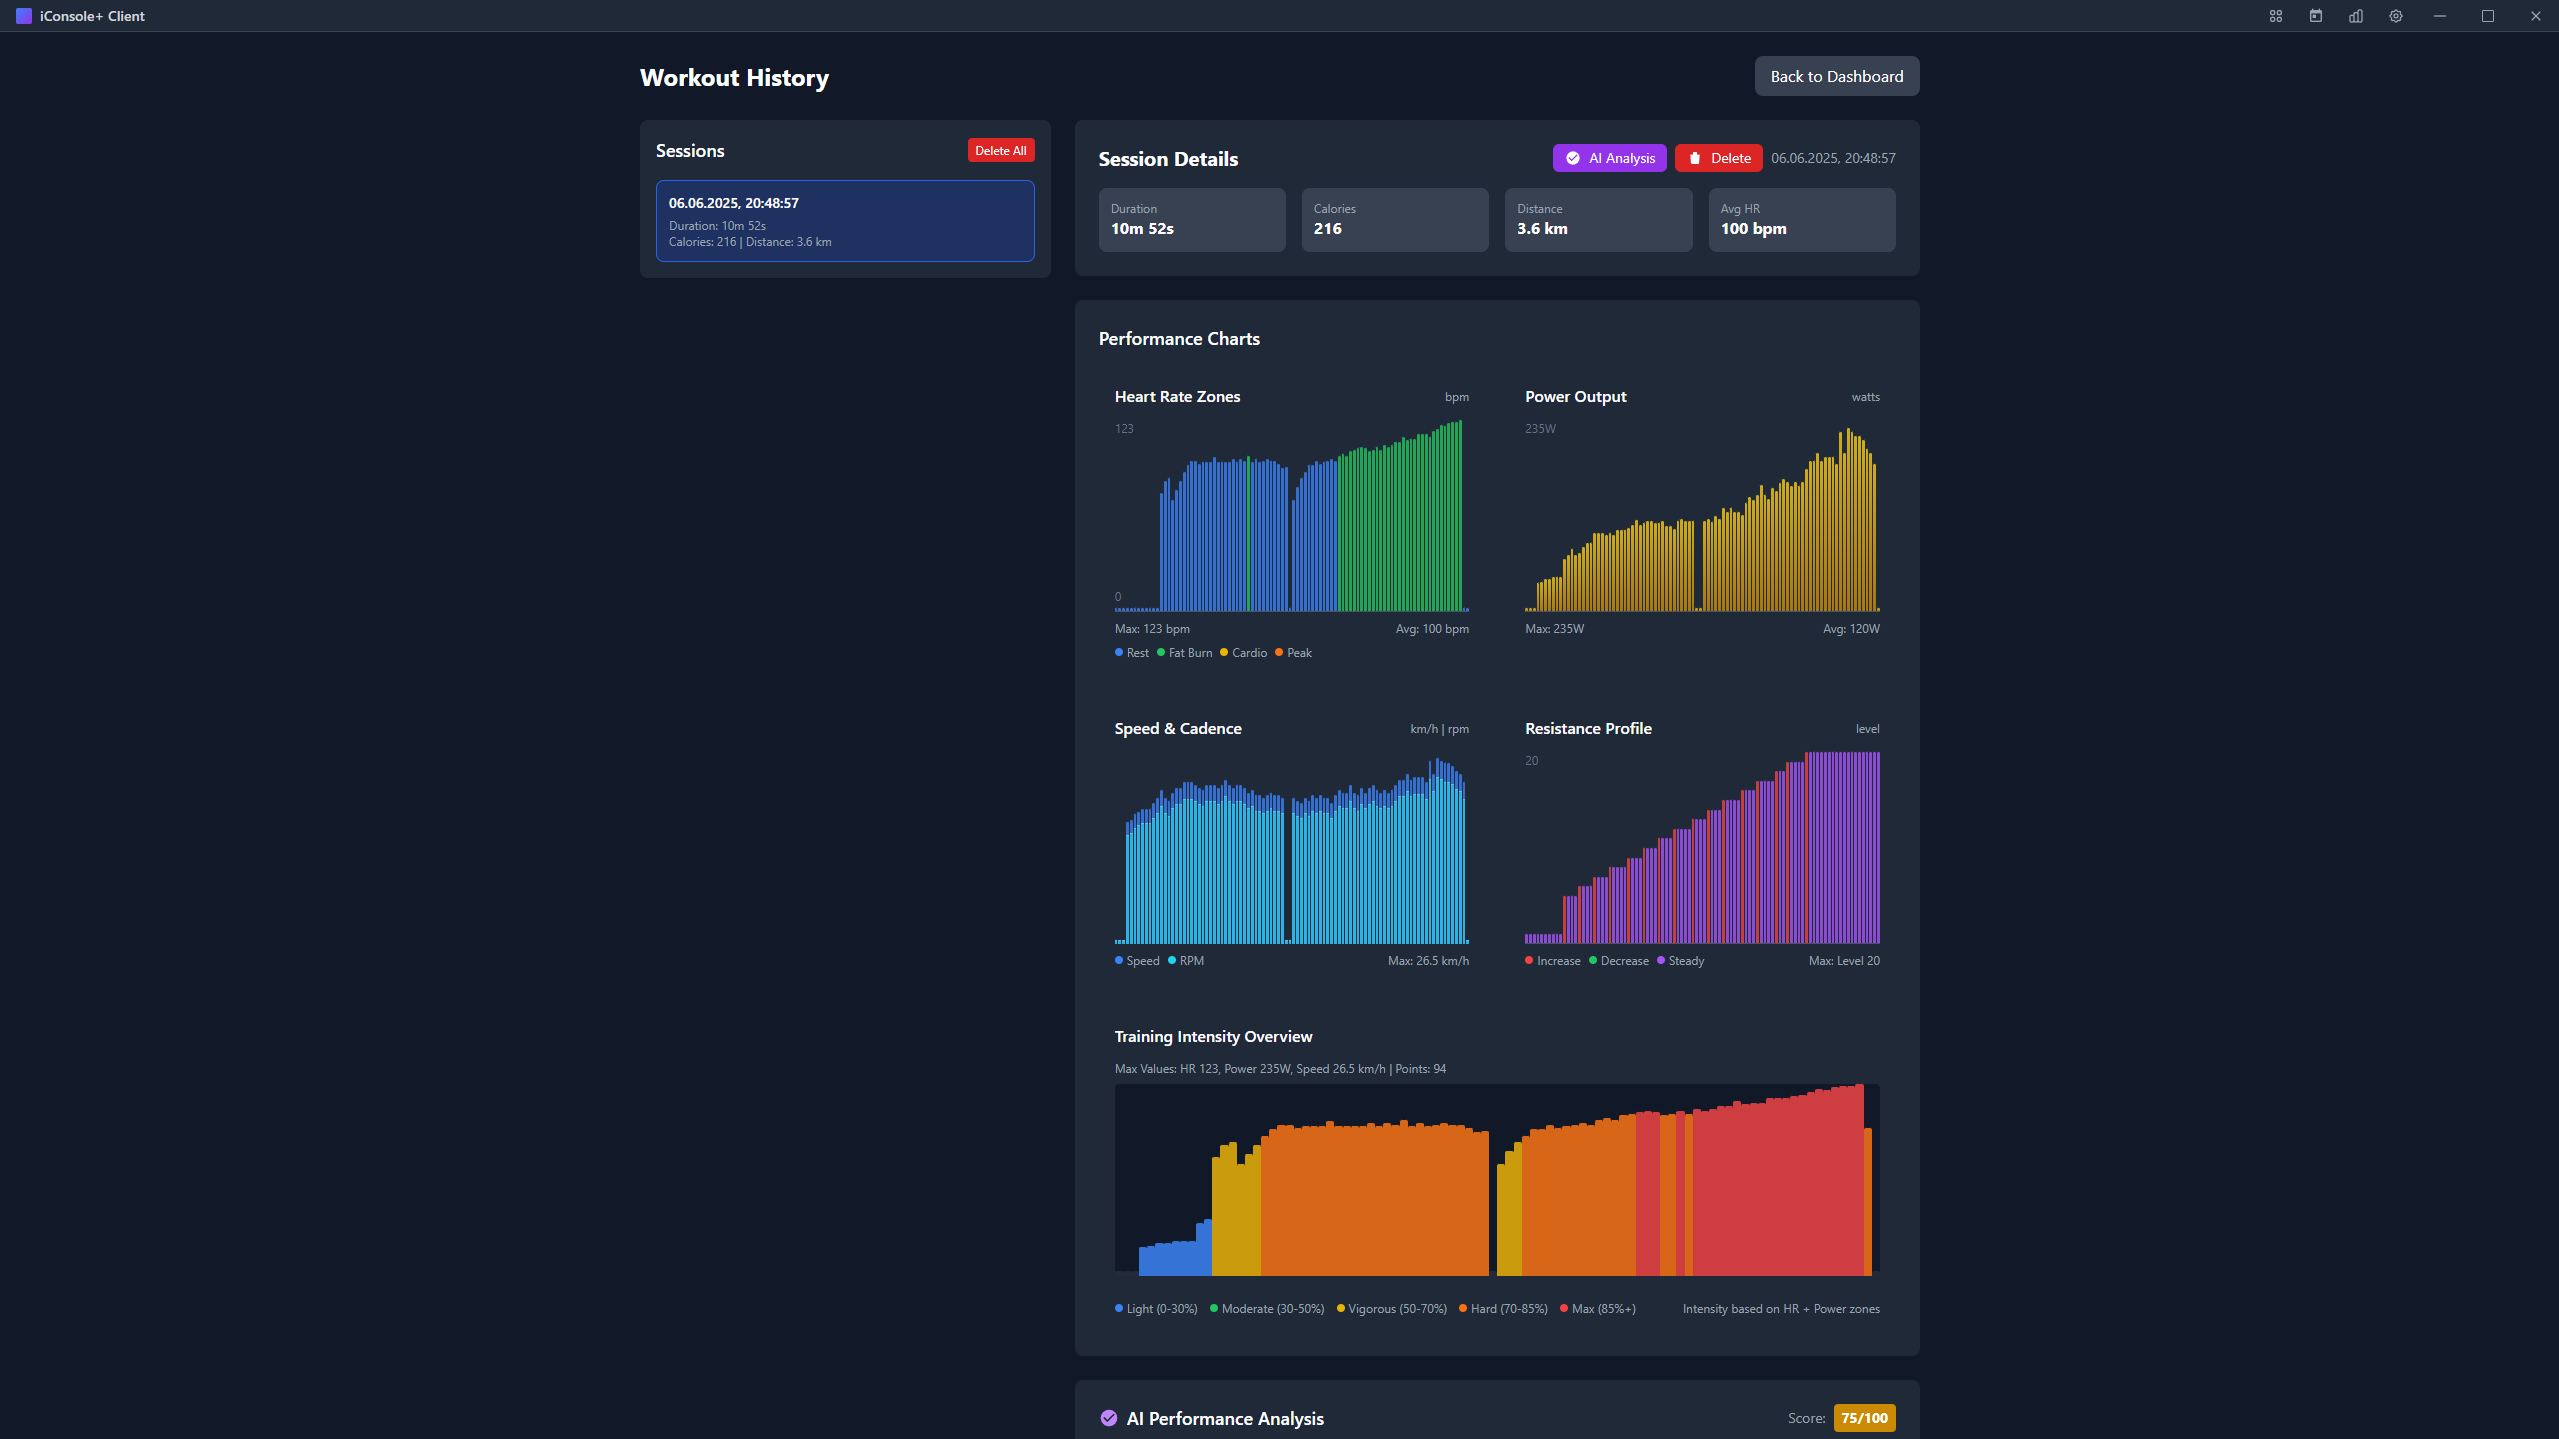 iConsole+ Client
Workout History
Back to Dashboard
Sessions
Delete All
06.06.2025, 20:48:57
Duration: 10m 52s
Calories: 216 | Distance: 3.6 km
Session Details
AI Analysis
Delete
06.06.2025, 20:48:57
Duration
10m 52s
Calories
216
Distance
3.6 km
Avg HR
100 bpm
Performance Charts
Heart Rate Zones
bpm
123
0
Max: 123 bpm
Avg: 100 bpm
Rest
Fat Burn
Cardio
Peak
Power Output
watts
235W
Max: 235W
Avg: 120W
Speed & Cadence
km/h | rpm
Speed
RPM
Max: 26.5 km/h
Resistance Profile
level
20
Increase
Decrease
Steady
Max: Level 20
Training Intensity Overview
Max Values: HR 123, Power 235W, Speed 26.5 km/h | Points: 94
Light (0-30%)
Moderate (30-50%)
Vigorous (50-70%)
Hard (70-85%)
Max (85%+)
Intensity based on HR + Power zones
AI Performance Analysis
Score:
75/100